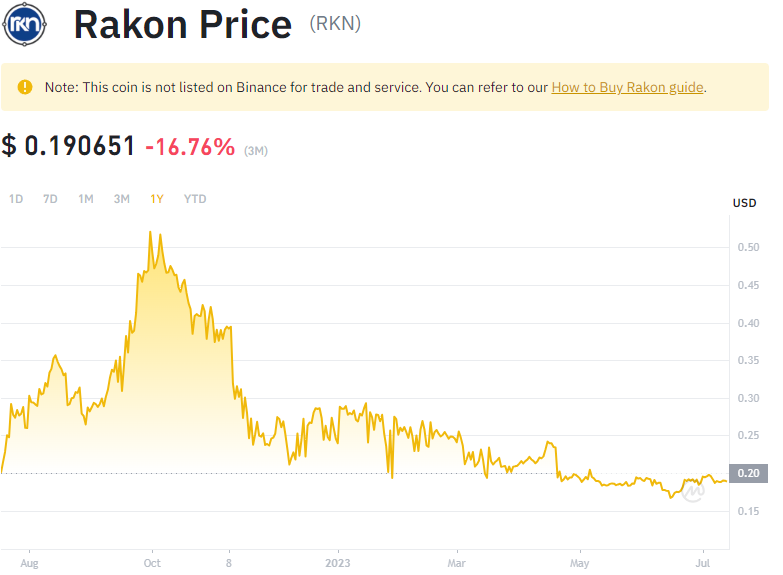 rkn
Rakon Price (RKN)
Note: This coin is not listed on Binance for trade and service. You can refer to our How to Buy Rakon guide.
$ 0.190651 -16.76% (3M)
1D 7D 1M 3M 1Y YTD
USD
0.50
0.45
0.40
0.35
0.30
0.25
0.20
0.15
Aug Oct 8 2023 Mar May Jul